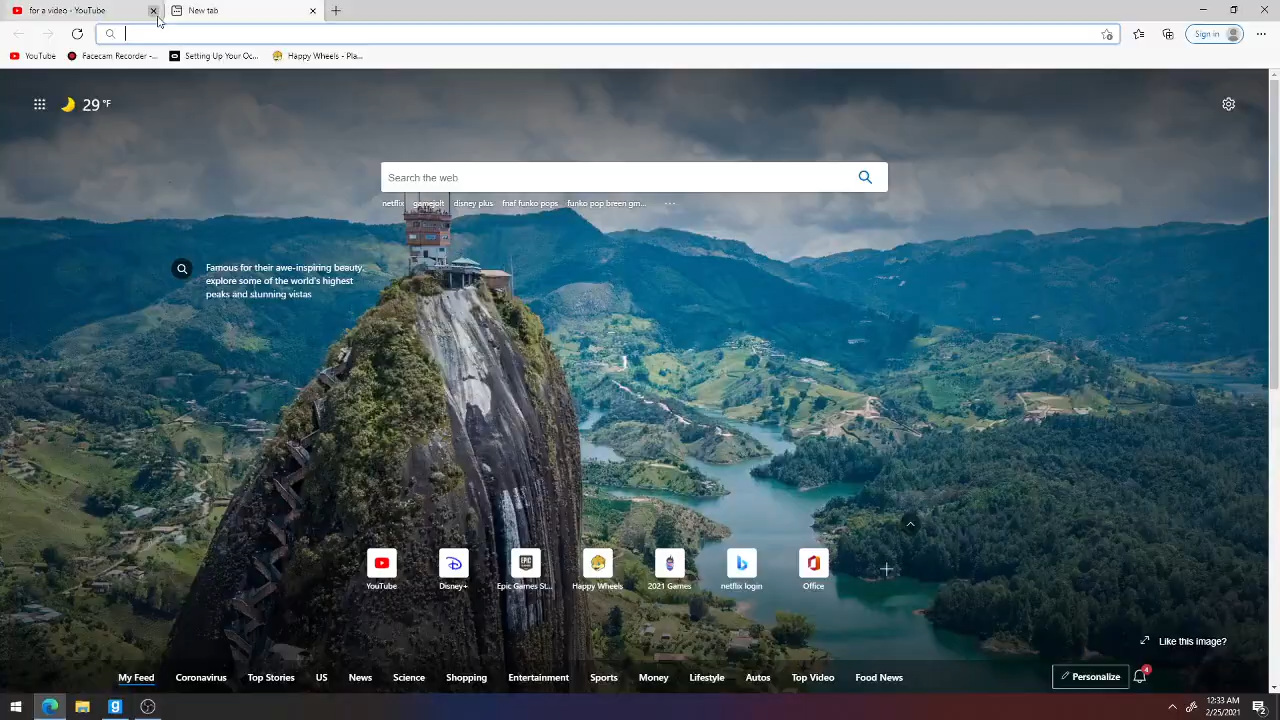 for a video - YouTube
New tab
Sign in
YouTube
Facecam Recorder -...
Setting Up Your Oc...
Happy Wheels - Pla...
29 °F
Search the web
netflix
gamejolt
disney plus
fnaf funko pops
funko pop breen gm...
Famous for their awe-inspiring beauty,
explore some of the world's highest
peaks and stunning vistas
YouTube
Disney+
Epic Games St...
Happy Wheels
2021 Games
netflix login
Office
Like this image?
My Feed
Coronavirus
Top Stories
US
News
Science
Shopping
Entertainment
Sports
Money
Lifestyle
Autos
Top Video
Food News
Personalize
4
12:33 AM
2/25/2021
2